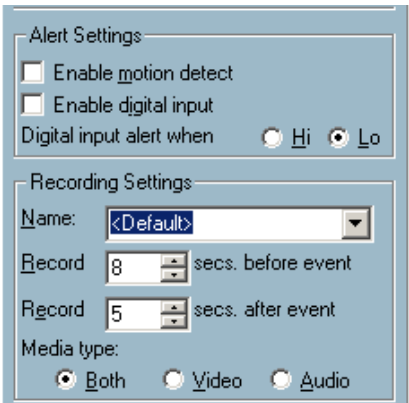 Alert Settings
Enable motion detect
Enable digital input
Digital input alert when Hi Lo
Recording Settings
Name: <Default>
Record 8 secs. before event
Record 5 secs. after event
Media type:
Both Video Audio